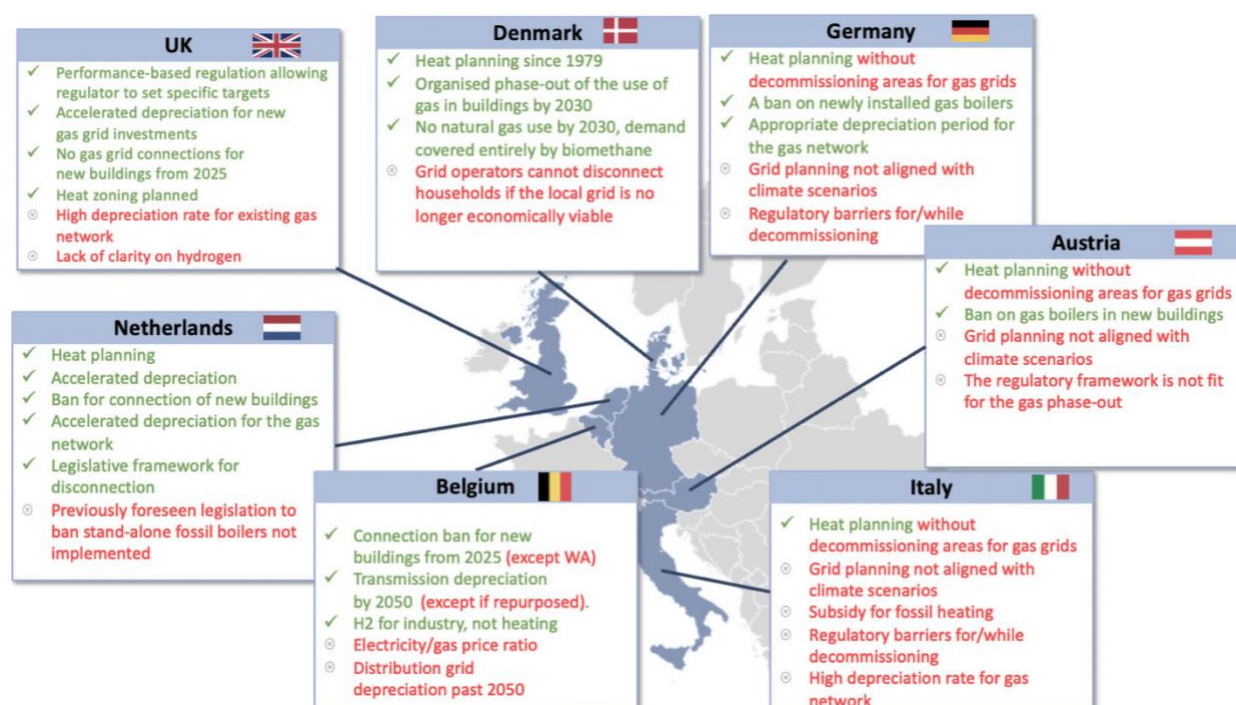 UK
✓ Performance-based regulation allowing
regulator to set specific targets
✓ Accelerated depreciation for new
gas grid investments
✓ No gas grid connections for
new buildings from 2025
✓ Heat zoning planned
⊗ High depreciation rate for existing gas
network
⊗ Lack of clarity on hydrogen
Denmark
✓ Heat planning since 1979
✓ Organised phase-out of the use of
gas in buildings by 2030
✓ No natural gas use by 2030, demand
covered entirely by biomethane
⊗ Grid operators cannot disconnect
households if the local grid is no
longer economically viable
Germany
✓ Heat planning without
decommissioning areas for gas grids
✓ A ban on newly installed gas boilers
✓ Appropriate depreciation period for
the gas network
⊗ Grid planning not aligned with
climate scenarios
⊗ Regulatory barriers for/while
decommissioning
Austria
✓ Heat planning without
decommissioning areas for gas grids
✓ Ban on gas boilers in new buildings
⊗ Grid planning not aligned with
climate scenarios
⊗ The regulatory framework is not fit
for the gas phase-out
Netherlands
✓ Heat planning
✓ Accelerated depreciation
✓ Ban for connection of new buildings
✓ Accelerated depreciation for the gas
network
✓ Legislative framework for
disconnection
⊗ Previously foreseen legislation to
ban stand-alone fossil boilers not
implemented
Belgium
✓ Connection ban for new
buildings from 2025 (except WA)
✓ Transmission depreciation
by 2050 (except if repurposed).
✓ H2 for industry, not heating
⊗ Electricity/gas price ratio
⊗ Distribution grid
depreciation past 2050
Italy
✓ Heat planning without
decommissioning areas for gas grids
⊗ Grid planning not aligned with
climate scenarios
⊗ Subsidy for fossil heating
⊗ Regulatory barriers for/while
decommissioning
⊗ High depreciation rate for gas
network